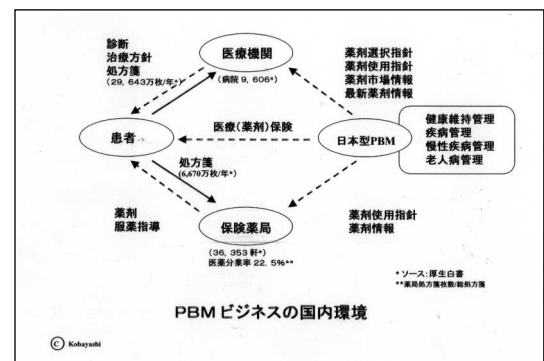 診断
治療方針
処方箋
(29, 643万枚/年*)
医療機関
(病院 9, 606*)
薬剤選択指針
薬剤使用指針
薬剤市場情報
最新薬剤情報
患者
医療(薬剤)保険
日本型PBM
健康維持管理
疾病管理
慢性疾病管理
老人病管理
処方箋
(6,670万枚/年*)
薬剤
服薬指導
保険薬局
(36, 353軒*)
医薬分業率 22. 5%**
薬剤使用指針
薬剤情報
* ソース:厚生白書
**薬局処方箋枚数/総処方箋
PBM ビジネスの国内環境
Ⓒ Kobayashi